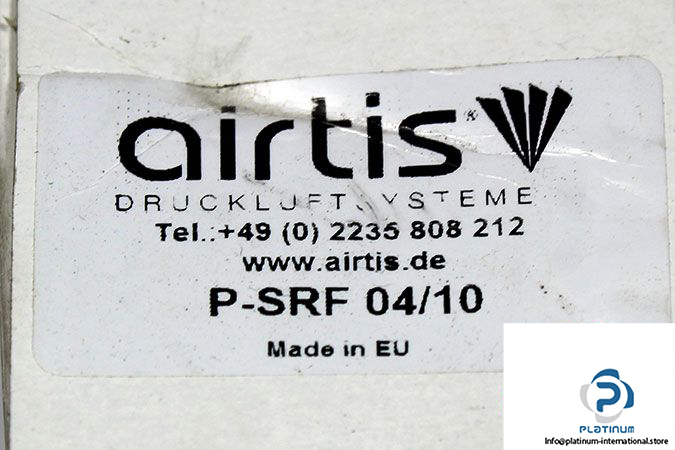 airtis®
DRUCKLUFTSYSTEME
Tel.:+49 (0) 2235 808 212
www.airtis.de
P-SRF 04/10
Made in EU
PLATINUM
Info@platinum-international.store